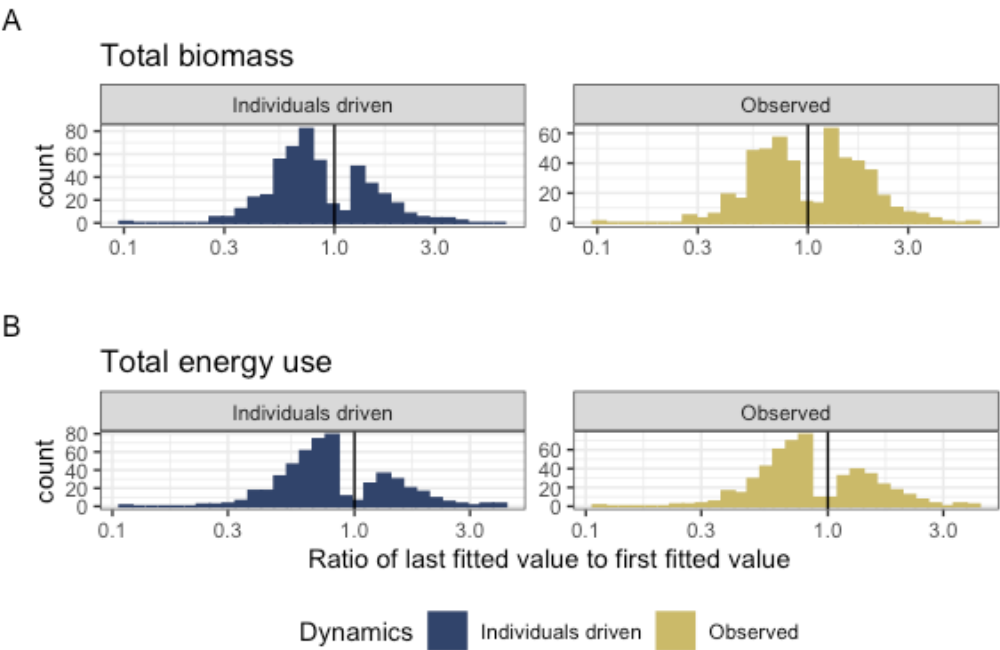 A
Total biomass
Individuals driven
Observed
count
80
60
40
20
0
60
40
20
0
0.1 0.3 1.0 3.0
0.1 0.3 1.0 3.0
B
Total energy use
Individuals driven
Observed
count
80
60
40
20
0
60
40
20
0
0.1 0.3 1.0 3.0
0.1 0.3 1.0 3.0
Ratio of last fitted value to first fitted value
Dynamics Individuals driven Observed